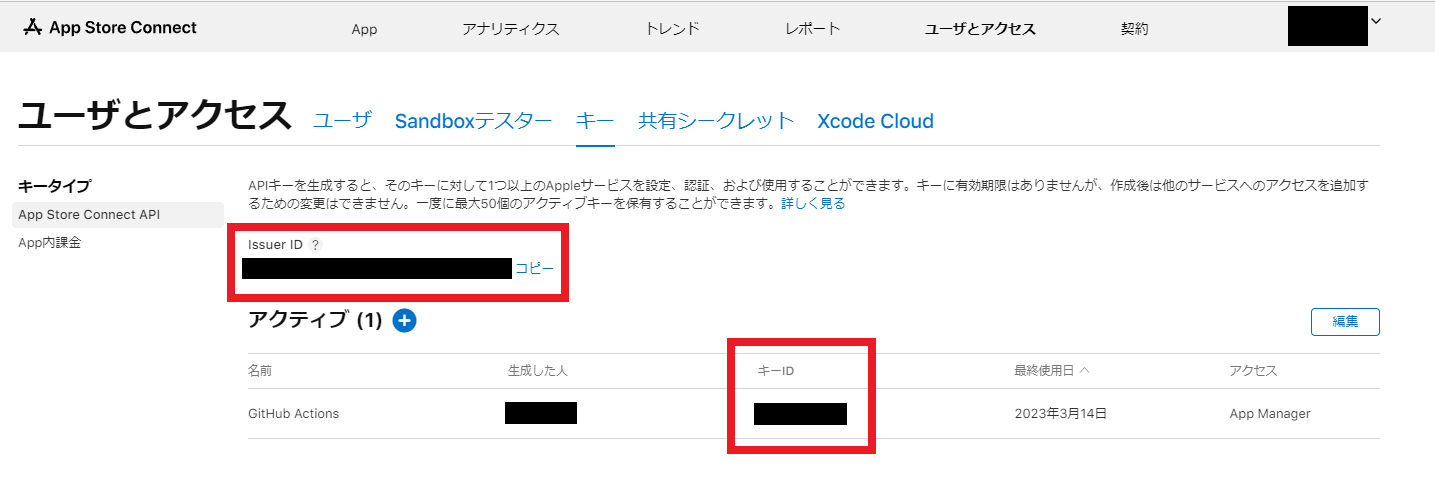 App Store Connect
App
アナリティクス
トレンド
レポート
ユーザとアクセス
契約
ユーザとアクセス
ユーザ
Sandboxテスター
キー
共有シークレット
Xcode Cloud
キータイプ
App Store Connect API
App内課金
APIキーを生成すると、そのキーに対して1つ以上のAppleサービスを設定、認証、および使用することができます。キーに有効期限はありませんが、作成後は他のサービスへのアクセスを追加す
るための変更はできません。一度に最大50個のアクティブキーを保有することができます。詳しく見る
Issuer ID ?
コピー
アクティブ (1)
編集
名前 生成した人 キーID 最終使用日 アクセス
GitHub Actions 2023年3月14日 App Manager